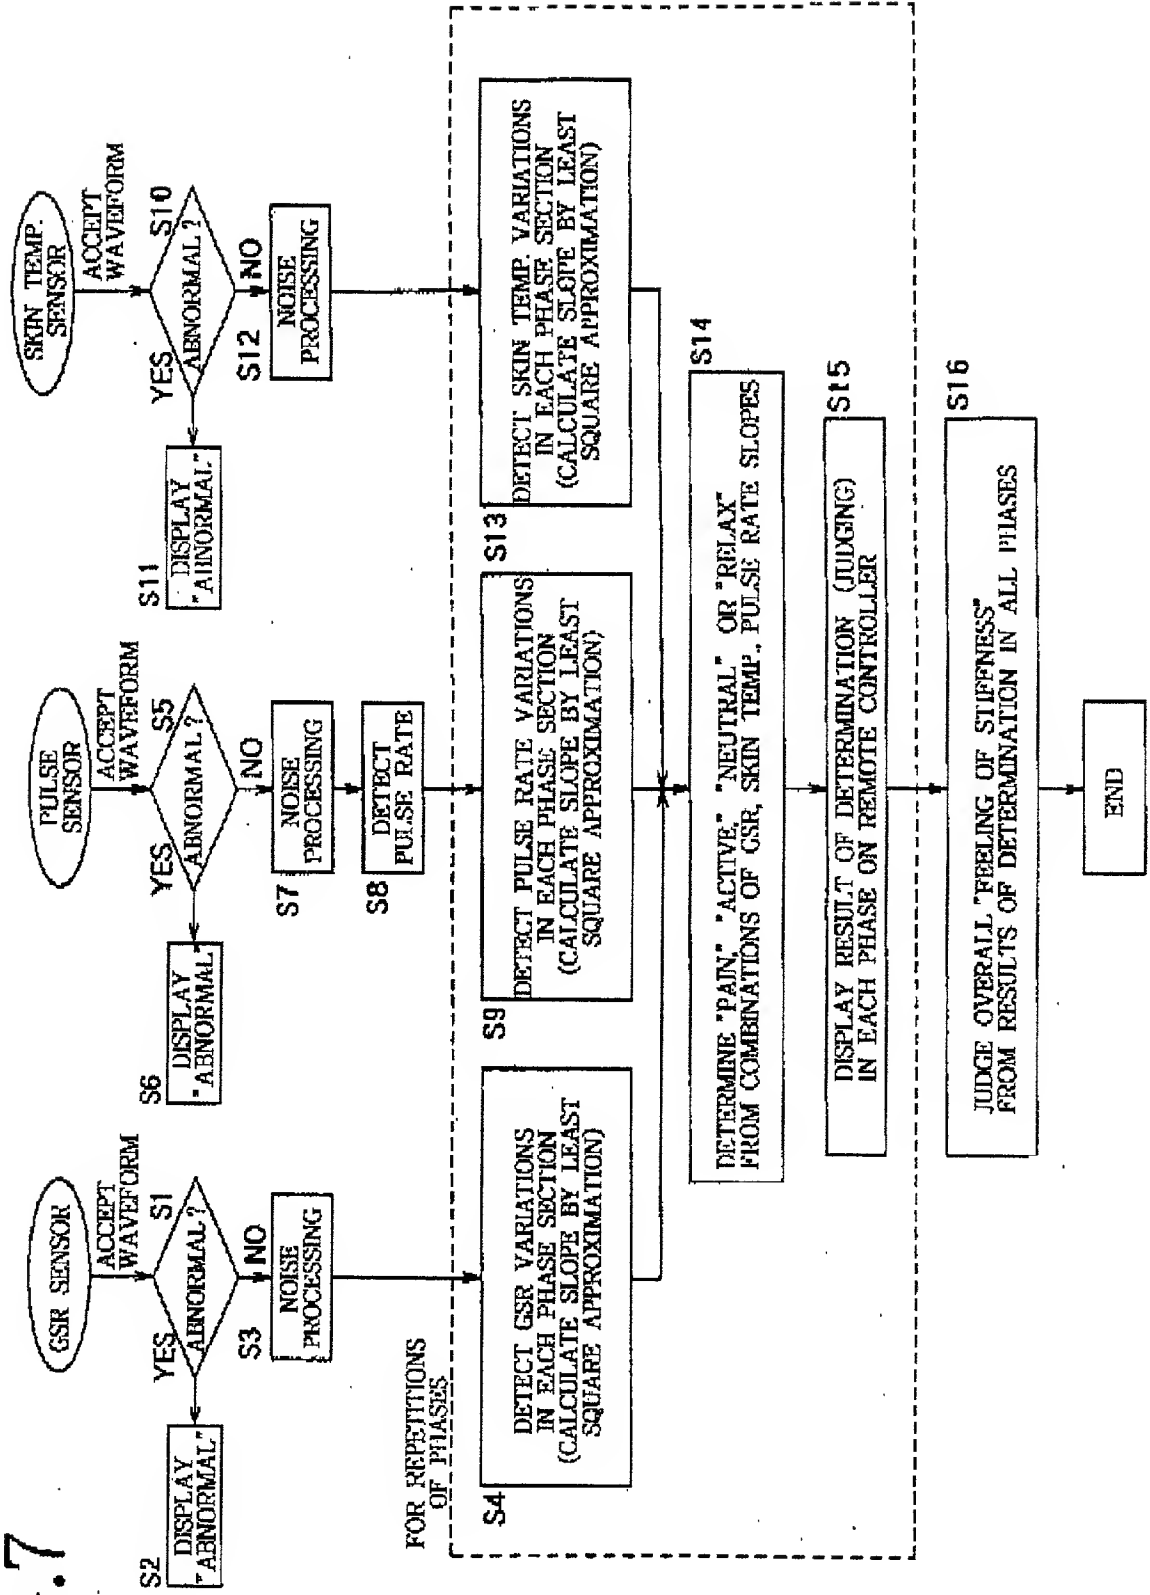 .7
GSR SENSOR
ACCEPT
WAVEFORM
S1
ABNORMAL?
YES
NO
S2
DISPLAY
"ABNORMAL"
S3
NOISE
PROCESSING
PULSE
SENSOR
ACCEPT
WAVEFORM
S5
ABNORMAL?
YES
NO
S6
DISPLAY
"ABNORMAL"
S7
NOISE
PROCESSING
S8
DETECT
PULSE RATE
SKIN TEMP.
SENSOR
ACCEPT
WAVEFORM
S10
ABNORMAL?
YES
NO
S11
DISPLAY
"ABNORMAL"
S12
NOISE
PROCESSING
FOR REPETITIONS
OF PHASES
S4
DETECT GSR VARIATIONS
IN EACH PHASE SECTION
(CALCULATE SLOPE BY LEAST
SQUARE APPROXIMATION)
S9
DETECT PULSE RATE VARIATIONS
IN EACH PHASE SECTION
(CALCULATE SLOPE BY LEAST
SQUARE APPROXIMATION)
S13
DETECT SKIN TEMP. VARIATIONS
IN EACH PHASE SECTION
(CALCULATE SLOPE BY LEAST
SQUARE APPROXIMATION)
S14
DETERMINE "PAIN," "ACTIVE," "NEUTRAL" OR "RELAX"
FROM COMBINATIONS OF GSR, SKIN TEMP., PULSE RATE SLOPES
S15
DISPLAY RESULT OF DETERMINATION (JUDGING)
IN EACH PHASE ON REMOTE CONTROLLER
S16
JUDGE OVERALL "FEELING OF STIFFNESS"
FROM RESULTS OF DETERMINATION IN ALL PHASES
END